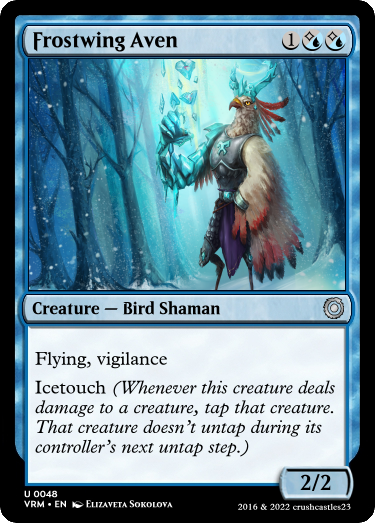 Frostwing Aven 1
Creature — Bird Shaman
Flying, vigilance
Icetouch (Whenever this creature deals
damage to a creature, tap that creature.
That creature doesn't untap during its
controller's next untap step.)
2/2
U 0048
VRM • EN Elizaveta Sokolova
2016 & 2022 crushcastles23